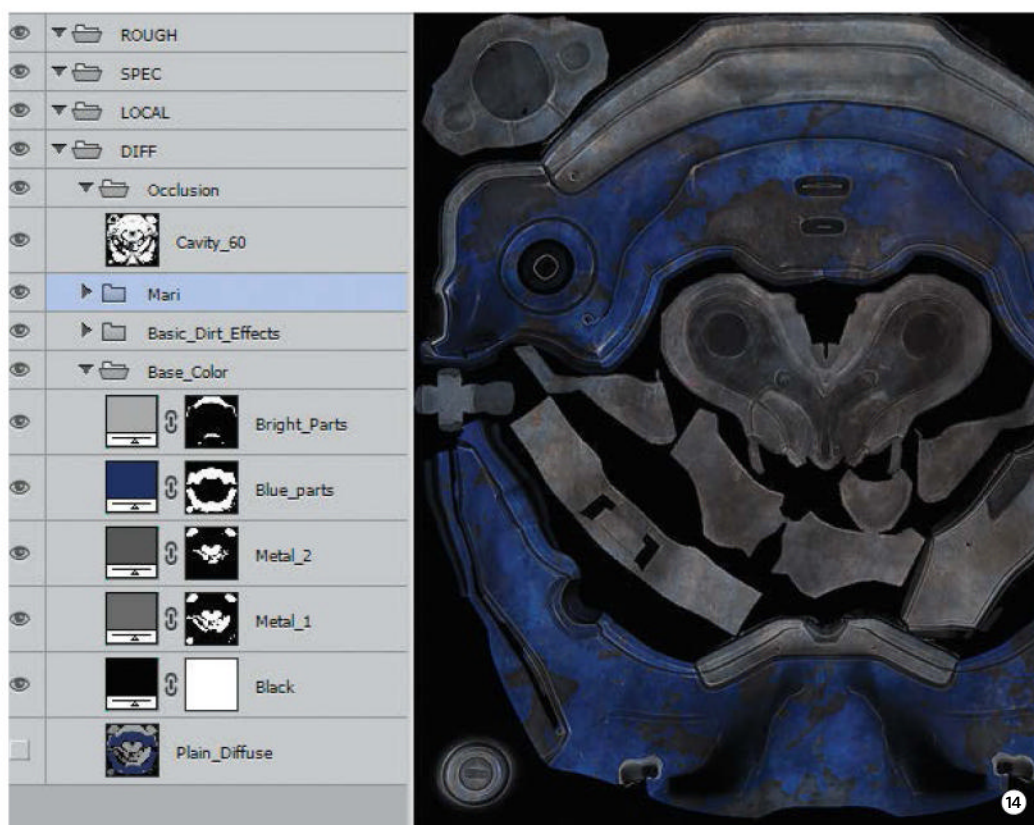 ROUGH
SPEC
LOCAL
DIFF
Occlusion
Cavity_60
Mari
Basic_Dirt_Effects
Base_Color
Bright_Parts
Blue_parts
Metal_2
Metal_1
Black
Plain_Diffuse
14